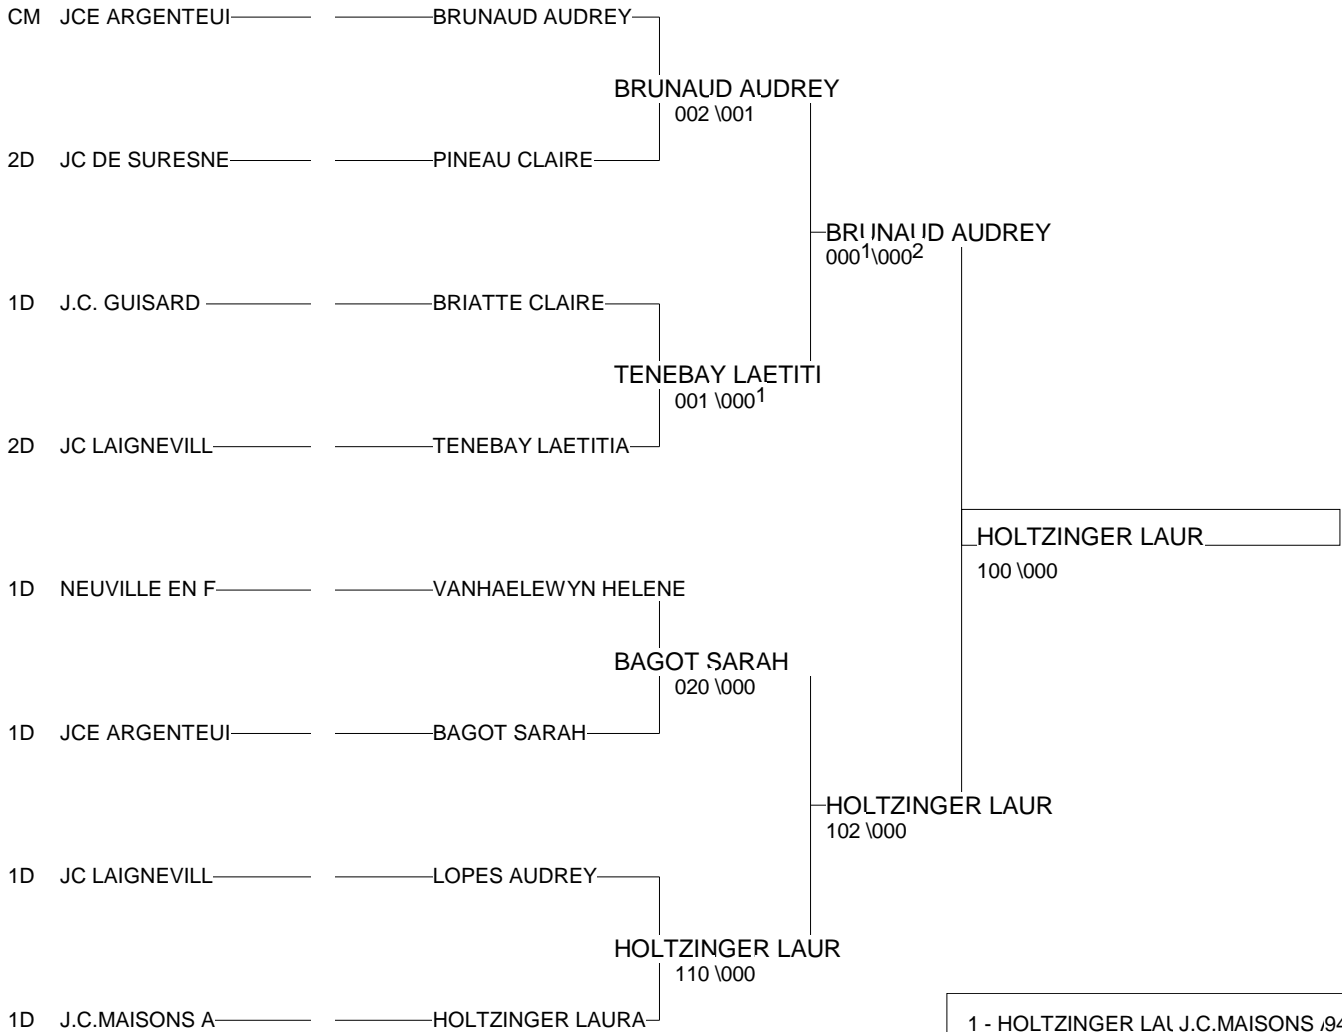 CM JCE ARGENTEUI BRUNAUD AUDREY
BRUNAUD AUDREY
002 \001
2D JC DE SURESNE PINEAU CLAIRE
BRUNAUD AUDREY
0001\0002
1D J.C. GUISARD BRIATTE CLAIRE
TENEBAY LAETITI
001 \0001
2D JC LAIGNEVILL TENEBAY LAETITIA
HOLTZINGER LAUR
100 \000
1D NEUVILLE EN F VANHAELEWYN HELENE
BAGOT SARAH
020 \000
1D JCE ARGENTEUI BAGOT SARAH
HOLTZINGER LAUR
102 \000
1D JC LAIGNEVILL LOPES AUDREY
HOLTZINGER LAUR
110 \000
1D J.C.MAISONS A HOLTZINGER LAURA
1 - HOLTZINGER LAU J.C.MAISONS